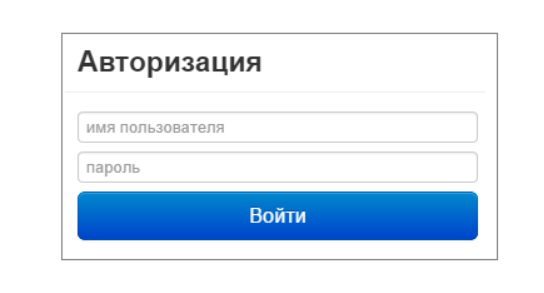 Авторизация
имя пользователя
пароль
Войти